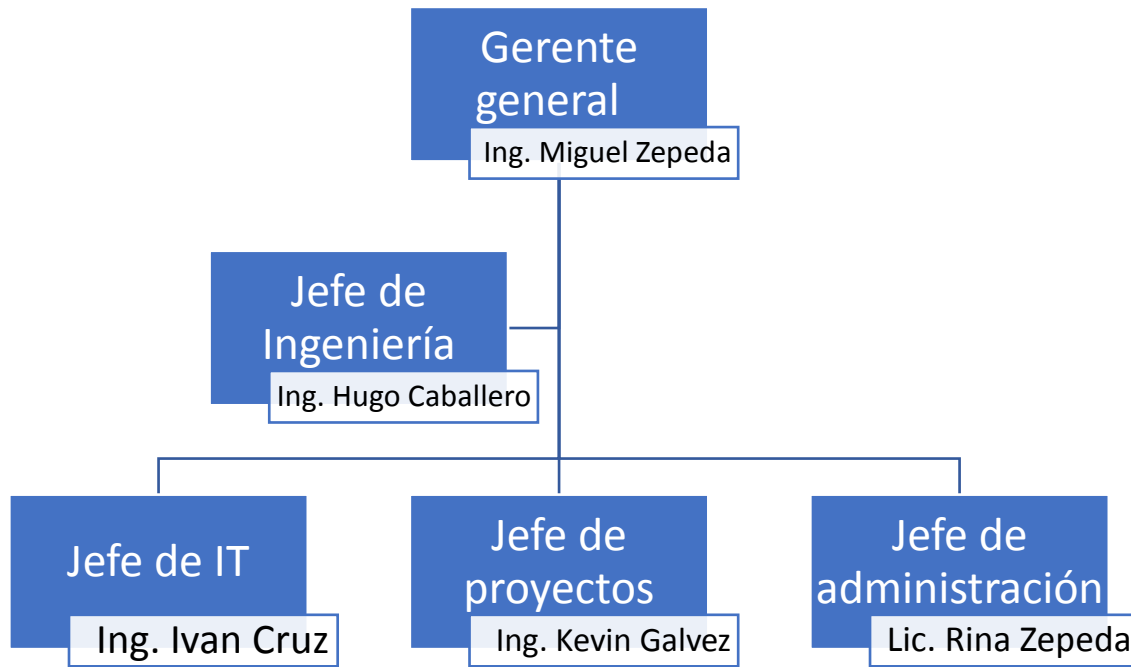 Gerente
general
Ing. Miguel Zepeda
Jefe de
Ingeniería
Ing. Hugo Caballero
Jefe de IT
Ing. Ivan Cruz
Jefe de
proyectos
Ing. Kevin Galvez
Jefe de
administración
Lic. Rina Zepeda